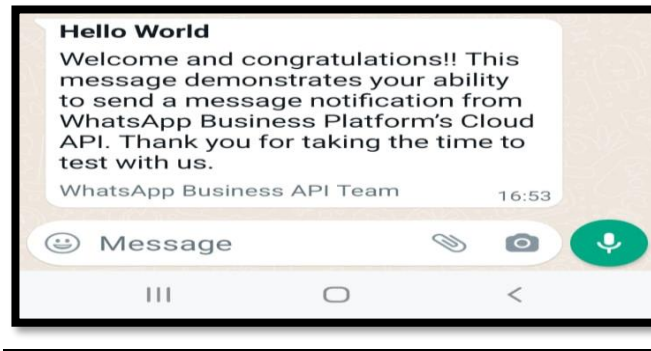 Hello World
Welcome and congratulations!! This
message demonstrates your ability
to send a message notification from
WhatsApp Business Platform's Cloud
API. Thank you for taking the time to
test with us.
WhatsApp Business API Team
16:53
Message